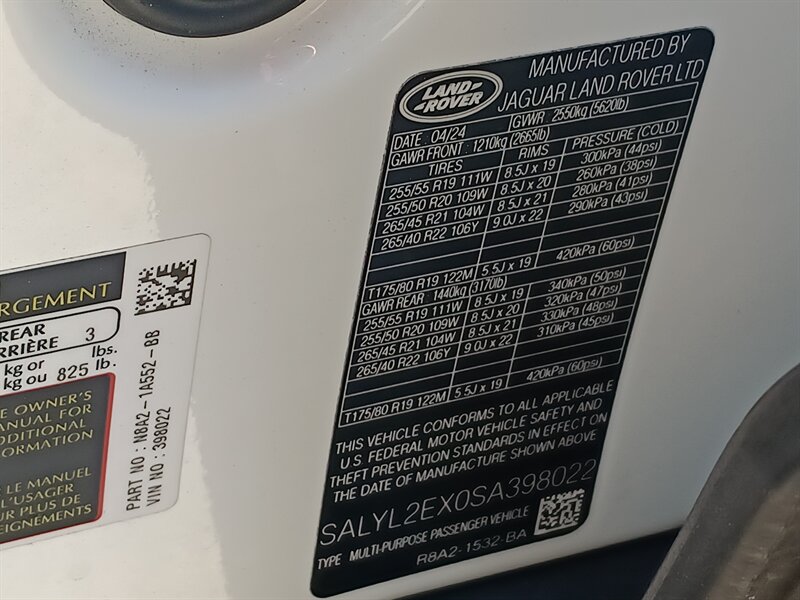 LAND-
-ROVER
MANUFACTURED BY
JAGUAR LAND ROVER LTD
DATE : 04/24 GVWR : 2550kg (5620lb)
GAWR FRONT : 1210kg (2665lb)
TIRES RIMS PRESSURE (COLD)
255/55 R19 111W 8.5J x 19 300kPa (44psi)
255/50 R20 109W 8.5J x 20 260kPa (38psi)
265/45 R21 104W 8.5J x 21 280kPa (41psi)
265/40 R22 106Y 9.0J x 22 290kPa (43psi)
T175/80 R19 122M 5.5J x 19 420kPa (60psi)
GAWR REAR : 1440kg (3170lb)
255/55 R19 111W 8.5J x 19 340kPa (50psi)
255/50 R20 109W 8.5J x 20 320kPa (47psi)
265/45 R21 104W 8.5J x 21 330kPa (48psi)
265/40 R22 106Y 9.0J x 22 310kPa (45psi)
T175/80 R19 122M 5.5J x 19 420kPa (60psi)
THIS VEHICLE CONFORMS TO ALL APPLICABLE
U.S. FEDERAL MOTOR VEHICLE SAFETY AND
THEFT PREVENTION STANDARDS IN EFFECT ON
THE DATE OF MANUFACTURE SHOWN ABOVE
SALYL2EX0SA398022
TYPE MULTI-PURPOSE PASSENGER VEHICLE
R8A2-1532-BA
RGEMENT
REAR 3
RRIÈRE
kg or lbs.
kg ou 825 lb.
E OWNER'S
MANUAL FOR
ADDITIONAL
FORMATION
LE MANUEL
L'USAGER
UR PLUS DE
EIGNEMENTS
PART NO : N8A2-1A552-BB
VIN NO : 398022